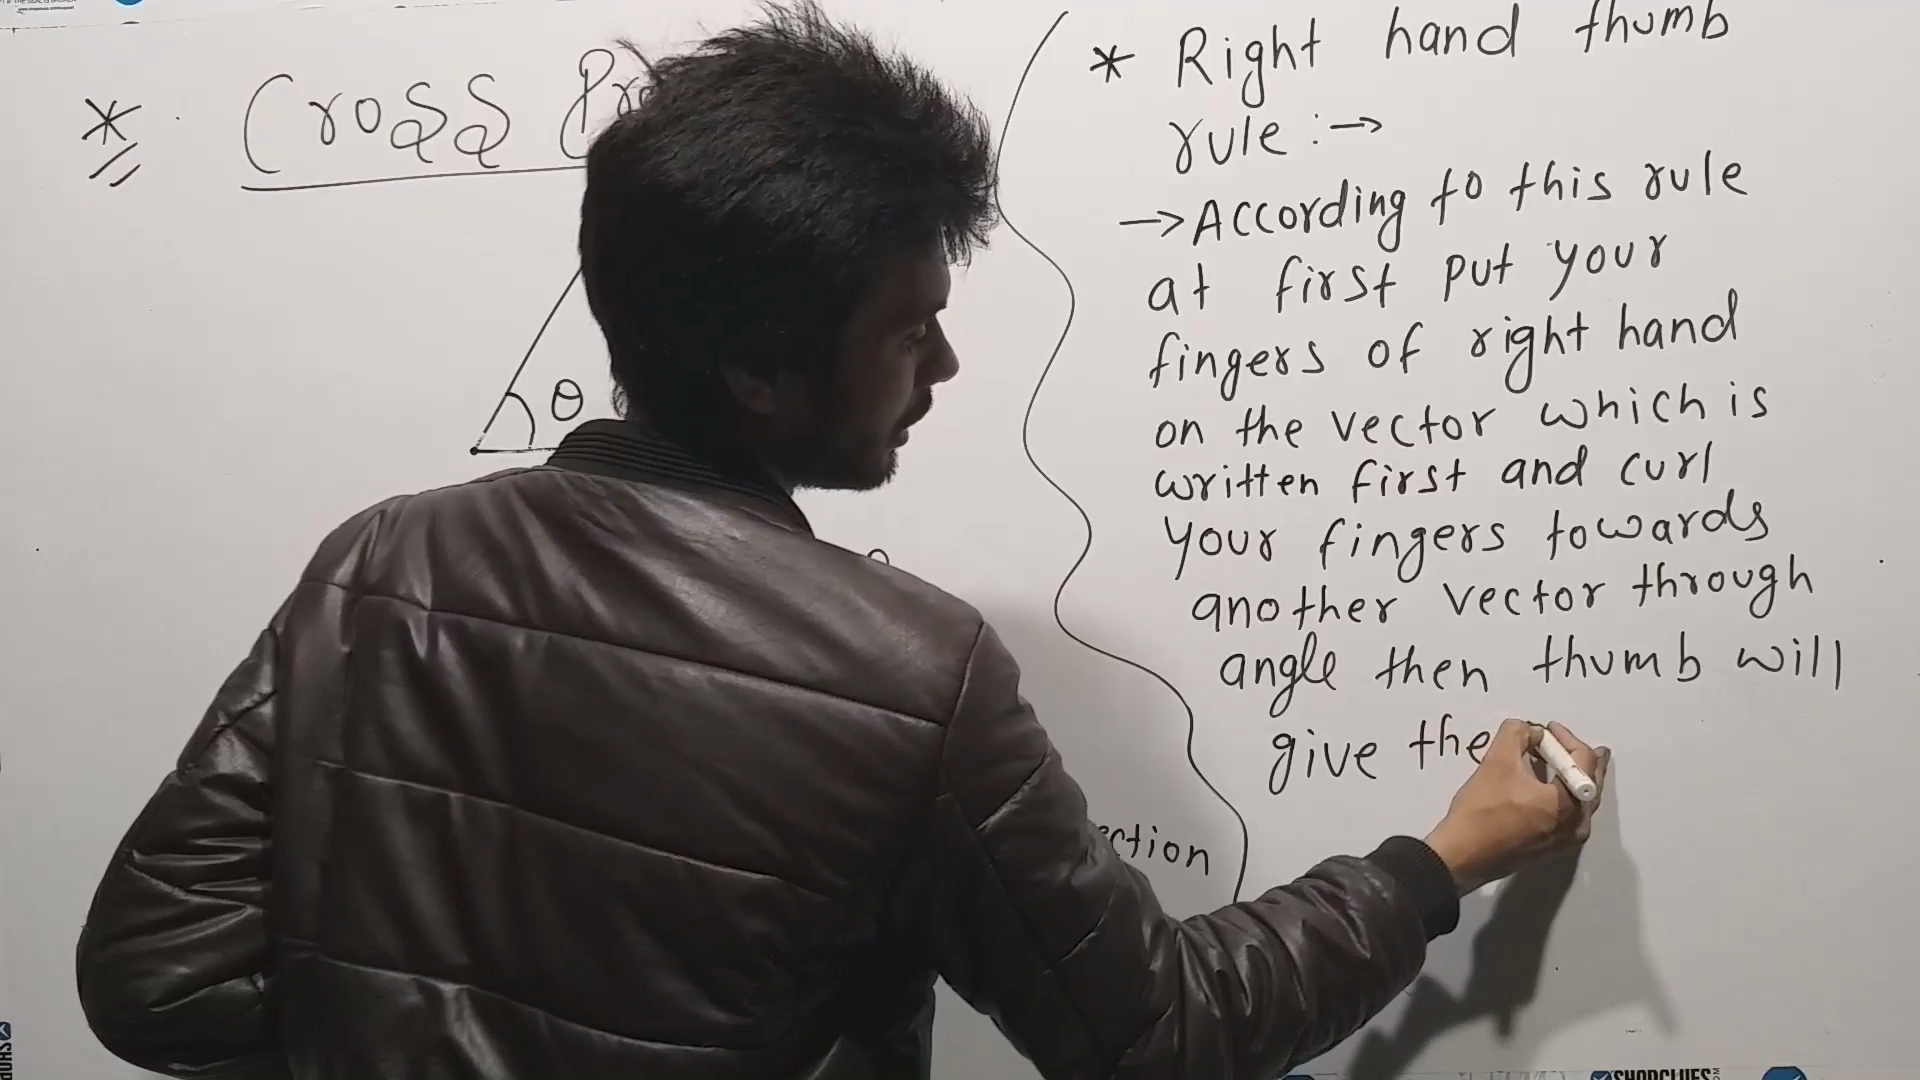 * Cross
θ
* Right hand thumb
rule :→
→ According to this rule
at first put your
fingers of right hand
on the vector which is
written first and curl
your fingers towards
another vector through
angle then thumb will
give the
ction
SHOPCLUES